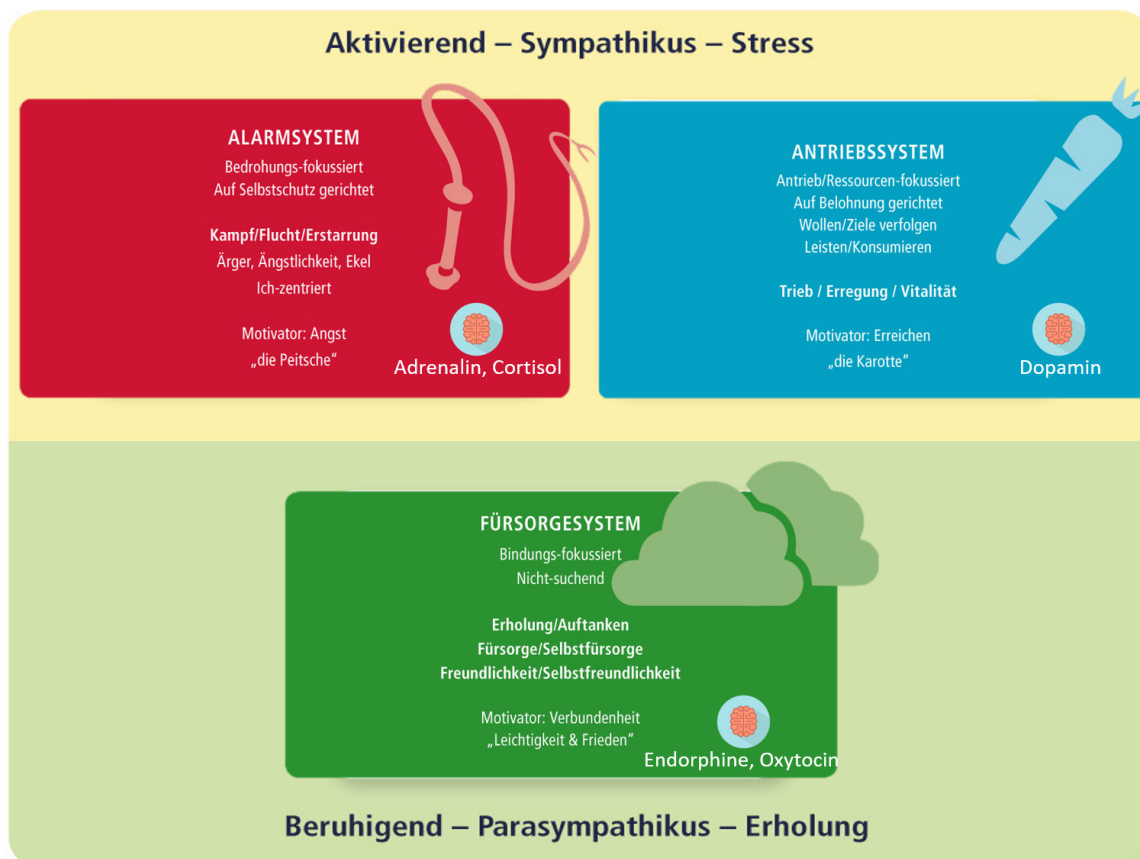 Aktivierend – Sympathikus – Stress
ALARMSYSTEM
Bedrohungs-fokussiert
Auf Selbstschutz gerichtet
Kampf/Flucht/Erstarrung
Ärger, Ängstlichkeit, Ekel
Ich-zentriert
Motivator: Angst
„die Peitsche“
Adrenalin, Cortisol
ANTRIEBSSYSTEM
Antrieb/Ressourcen-fokussiert
Auf Belohnung gerichtet
Wollen/Ziele verfolgen
Leisten/Konsumieren
Trieb / Erregung / Vitalität
Motivator: Erreichen
„die Karotte“
Dopamin
FÜRSORGESYSTEM
Bindungs-fokussiert
Nicht-suchend
Erholung/Auftanken
Fürsorge/Selbstfürsorge
Freundlichkeit/Selbstfreundlichkeit
Motivator: Verbundenheit
„Leichtigkeit & Frieden“
Endorphine, Oxytocin
Beruhigend – Parasympathikus – Erholung